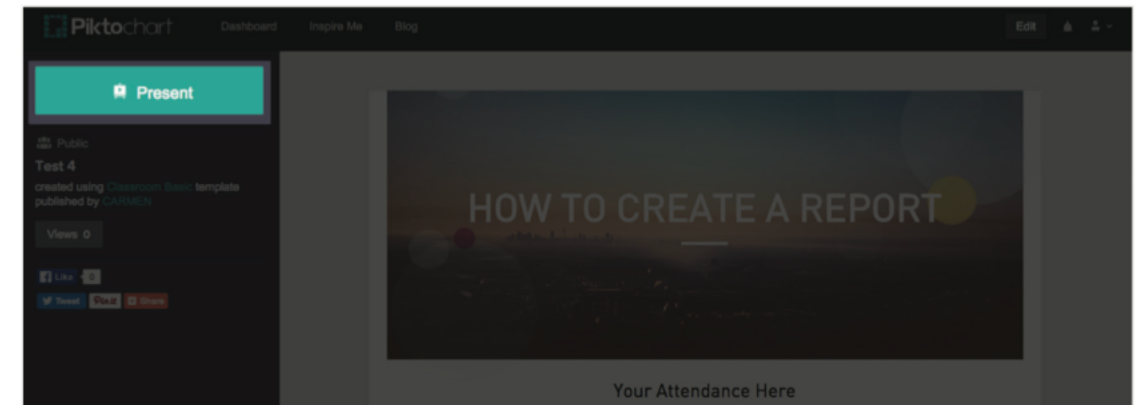 Piktochart Dashboard Inspire Me Blog Edit
Present
Public
Test 4
created using Classroom Basic template
published by CARMEN
Views 0
Like 0
Tweet Pin it Share
HOW TO CREATE A REPORT
Your Attendance Here